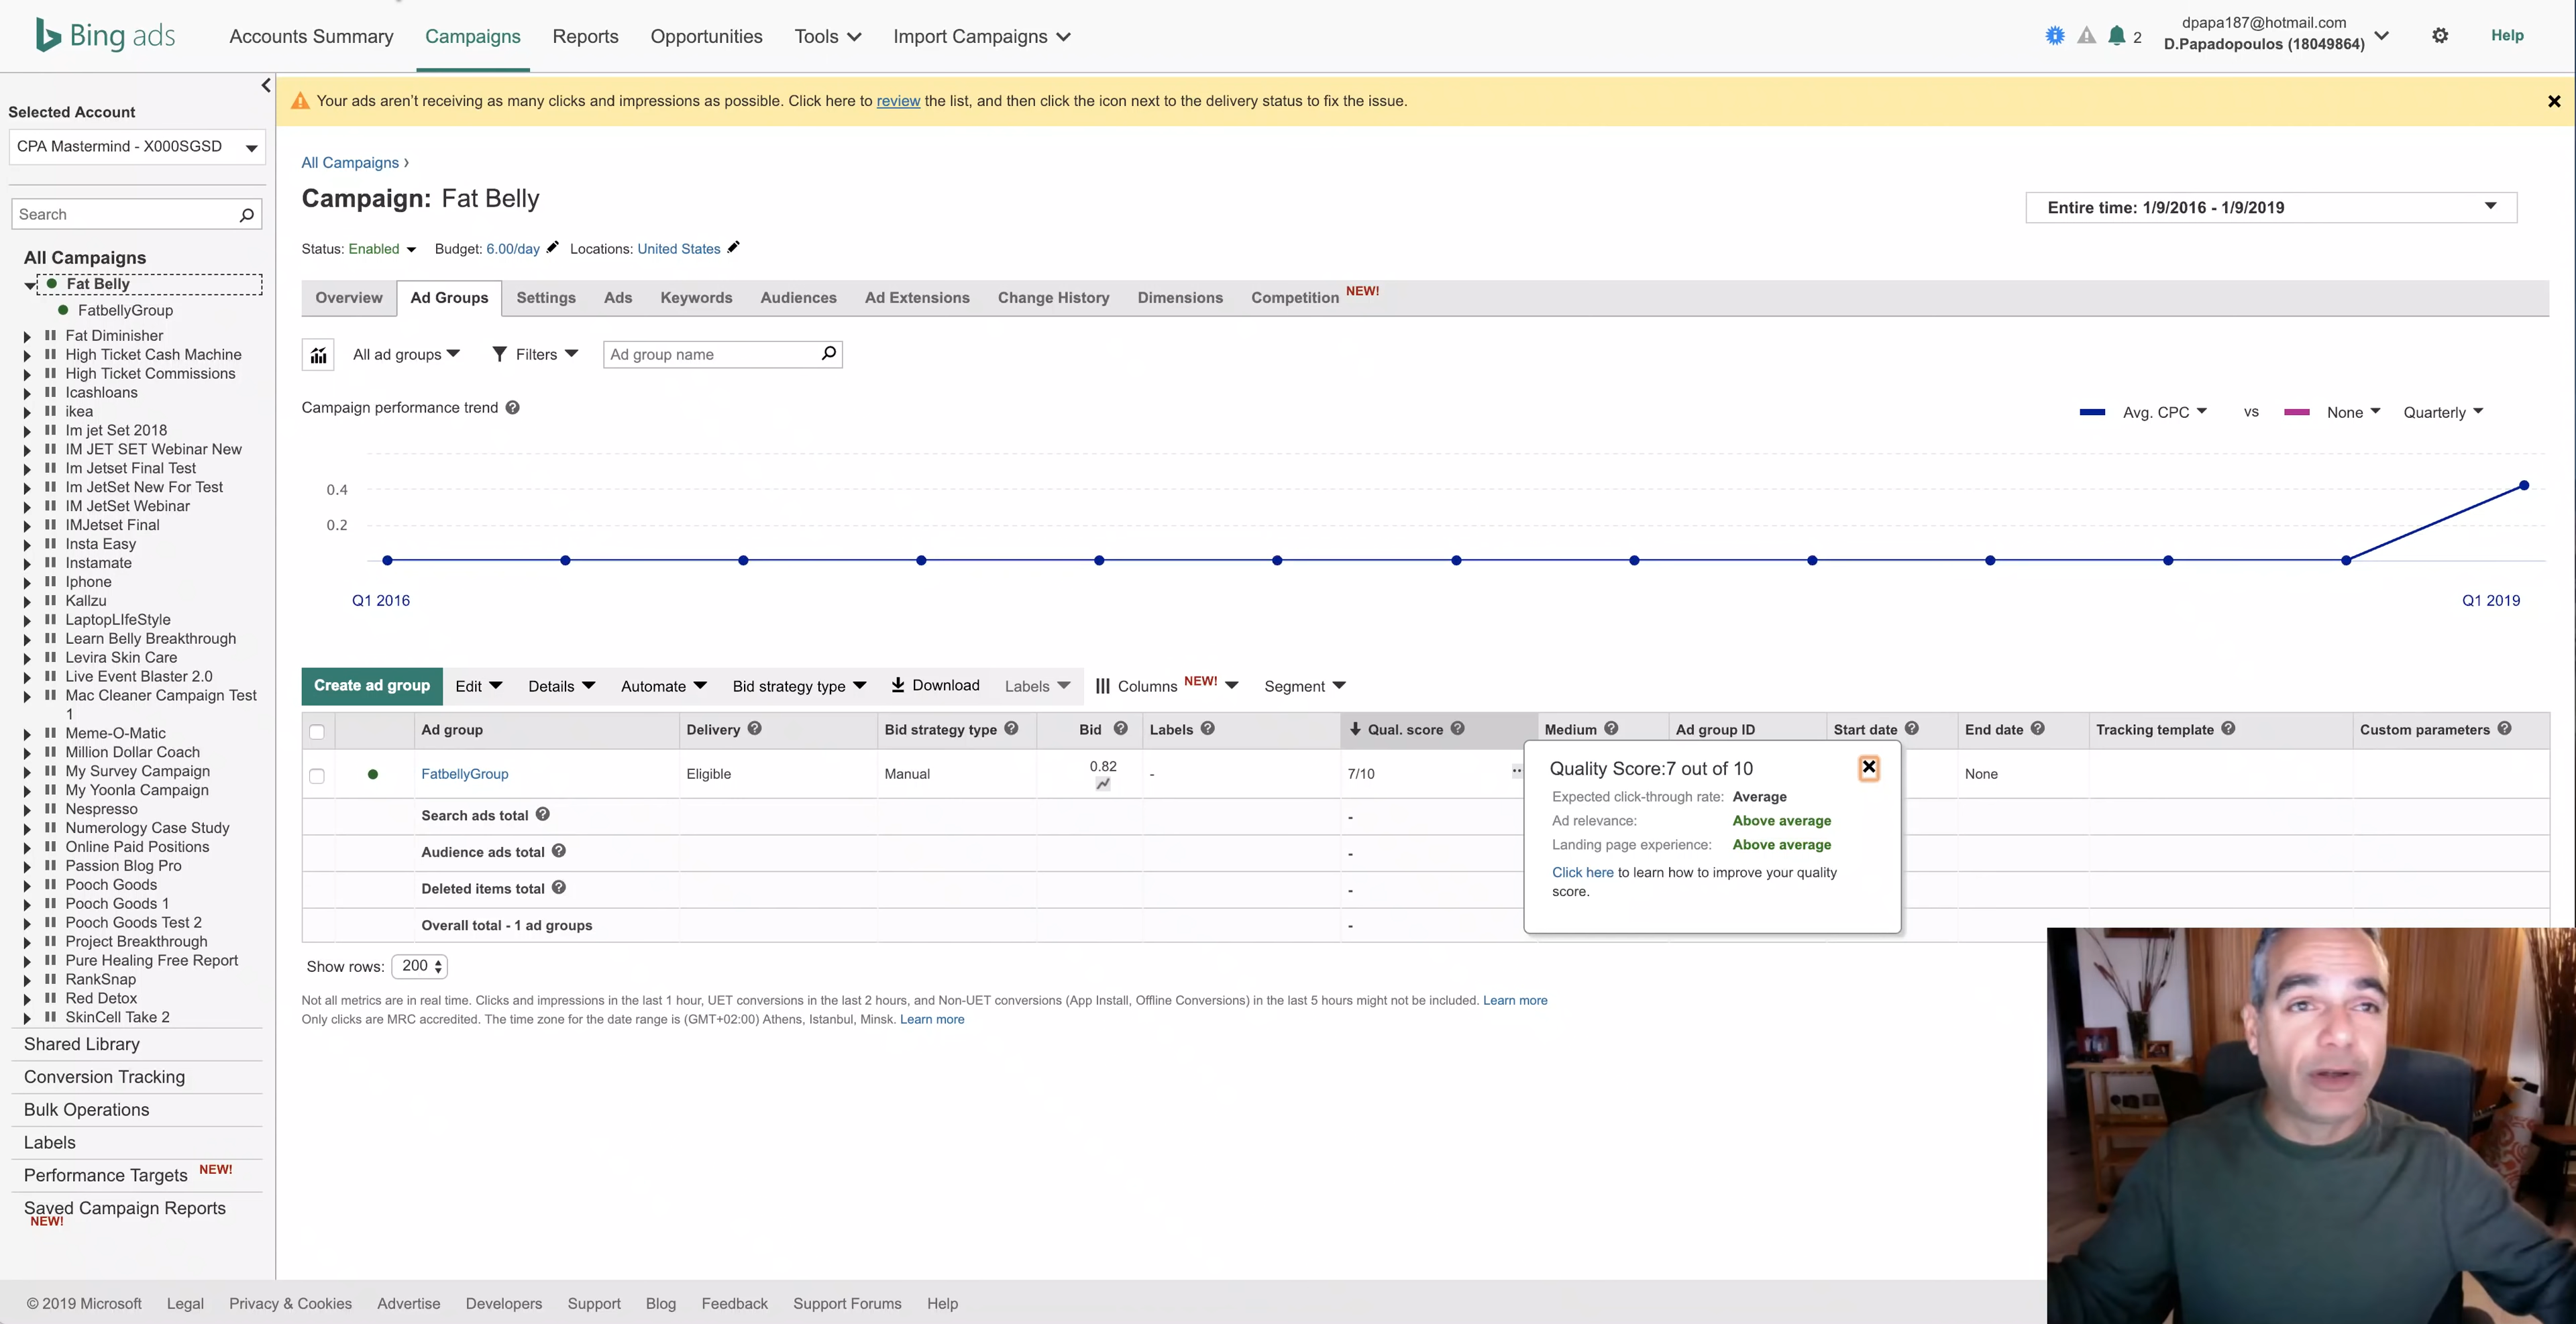 Bing ads
Accounts Summary Campaigns Reports Opportunities Tools Import Campaigns
2
dpapa187@hotmail.com
D.Papadopoulos (18049864)
Help
Your ads aren't receiving as many clicks and impressions as possible. Click here to review the list, and then click the icon next to the delivery status to fix the issue.
Selected Account
CPA Mastermind - X000SGSD
Search
All Campaigns
Fat Belly
FatbellyGroup
Fat Diminisher
High Ticket Cash Machine
High Ticket Commissions
Icashloans
ikea
Im jet Set 2018
IM JET SET Webinar New
Im Jetset Final Test
Im JetSet New For Test
IM JetSet Webinar
IMJetset Final
Insta Easy
Instamate
Iphone
Kallzu
LaptopLIfeStyle
Learn Belly Breakthrough
Levira Skin Care
Live Event Blaster 2.0
Mac Cleaner Campaign Test
1
Meme-O-Matic
Million Dollar Coach
My Survey Campaign
My Yoonla Campaign
Nespresso
Numerology Case Study
Online Paid Positions
Passion Blog Pro
Pooch Goods
Pooch Goods 1
Pooch Goods Test 2
Project Breakthrough
Pure Healing Free Report
RankSnap
Red Detox
SkinCell Take 2
Shared Library
Conversion Tracking
Bulk Operations
Labels
Performance Targets NEW!
Saved Campaign Reports
NEW!
All Campaigns ›
Campaign: Fat Belly
Entire time: 1/9/2016 - 1/9/2019
Status: Enabled Budget: 6.00/day Locations: United States
Overview Ad Groups Settings Ads Keywords Audiences Ad Extensions Change History Dimensions Competition NEW!
All ad groups Filters Ad group name
Campaign performance trend
Avg. CPC vs None Quarterly
0.4
0.2
Q1 2016 Q1 2019
Create ad group Edit Details Automate Bid strategy type Download Labels Columns NEW! Segment
Ad group Delivery Bid strategy type Bid Labels Qual. score Medium Ad group ID Start date End date Tracking template Custom parameters
FatbellyGroup Eligible Manual 0.82 - 7/10 ... None
Search ads total -
Audience ads total -
Deleted items total -
Overall total - 1 ad groups -
Quality Score:7 out of 10
Expected click-through rate: Average
Ad relevance: Above average
Landing page experience: Above average
Click here to learn how to improve your quality
score.
Show rows: 200
Not all metrics are in real time. Clicks and impressions in the last 1 hour, UET conversions in the last 2 hours, and Non-UET conversions (App Install, Offline Conversions) in the last 5 hours might not be included. Learn more
Only clicks are MRC accredited. The time zone for the date range is (GMT+02:00) Athens, Istanbul, Minsk. Learn more
© 2019 Microsoft Legal Privacy & Cookies Advertise Developers Support Blog Feedback Support Forums Help